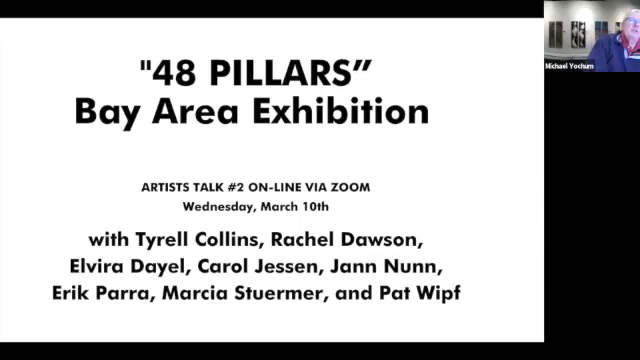 "48 PILLARS”
Bay Area Exhibition
ARTISTS TALK #2 ON-LINE VIA ZOOM
Wednesday, March 10th
with Tyrell Collins, Rachel Dawson,
Elvira Dayel, Carol Jessen, Jann Nunn,
Erik Parra, Marcia Stuermer, and Pat Wipf
Michael Yochum